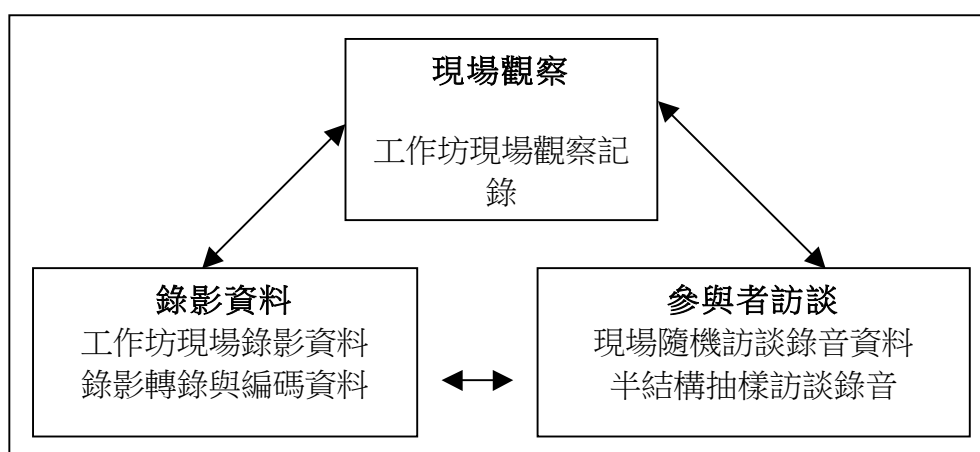 現場觀察
工作坊現場觀察記
錄
錄影資料
工作坊現場錄影資料
錄影轉錄與編碼資料
參與者訪談
現場隨機訪談錄音資料
半結構抽樣訪談錄音